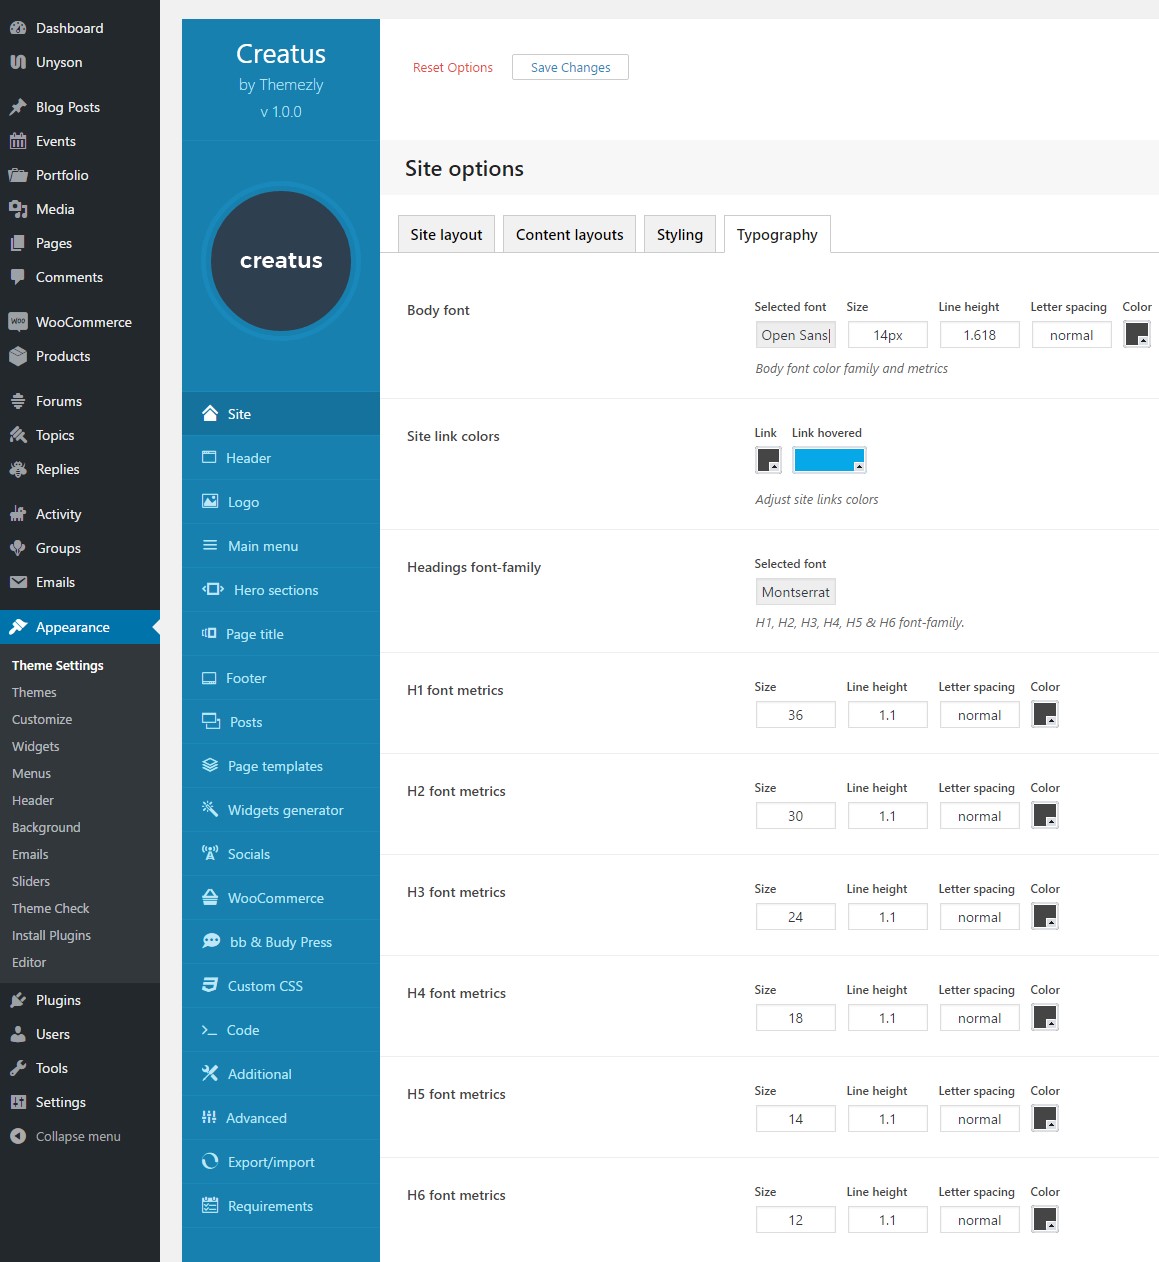 Dashboard
Unyson
Blog Posts
Events
Portfolio
Media
Pages
Comments
WOO WooCommerce
Products
Forums
Topics
Replies
Activity
Groups
Emails
Appearance
Theme Settings
Themes
Customize
Widgets
Menus
Header
Background
Emails
Sliders
Theme Check
Install Plugins
Editor
Plugins
Users
Tools
Settings
Collapse menu
Creatus
by Themezly
v 1.0.0
creatus
Site
Header
Logo
Main menu
Hero sections
Page title
Footer
Posts
Page templates
Widgets generator
Socials
WooCommerce
bb & Budy Press
Custom CSS
Code
Additional
Advanced
Export/import
Requirements
Reset Options Save Changes
Site options
Site layout Content layouts Styling Typography
Body font
Selected font Size Line height Letter spacing Color
Open Sans 14px 1.618 normal
Body font color family and metrics
Site link colors
Link Link hovered
Adjust site links colors
Headings font-family
Selected font
Montserrat
H1, H2, H3, H4, H5 & H6 font-family.
H1 font metrics
Size Line height Letter spacing Color
36 1.1 normal
H2 font metrics
Size Line height Letter spacing Color
30 1.1 normal
H3 font metrics
Size Line height Letter spacing Color
24 1.1 normal
H4 font metrics
Size Line height Letter spacing Color
18 1.1 normal
H5 font metrics
Size Line height Letter spacing Color
14 1.1 normal
H6 font metrics
Size Line height Letter spacing Color
12 1.1 normal